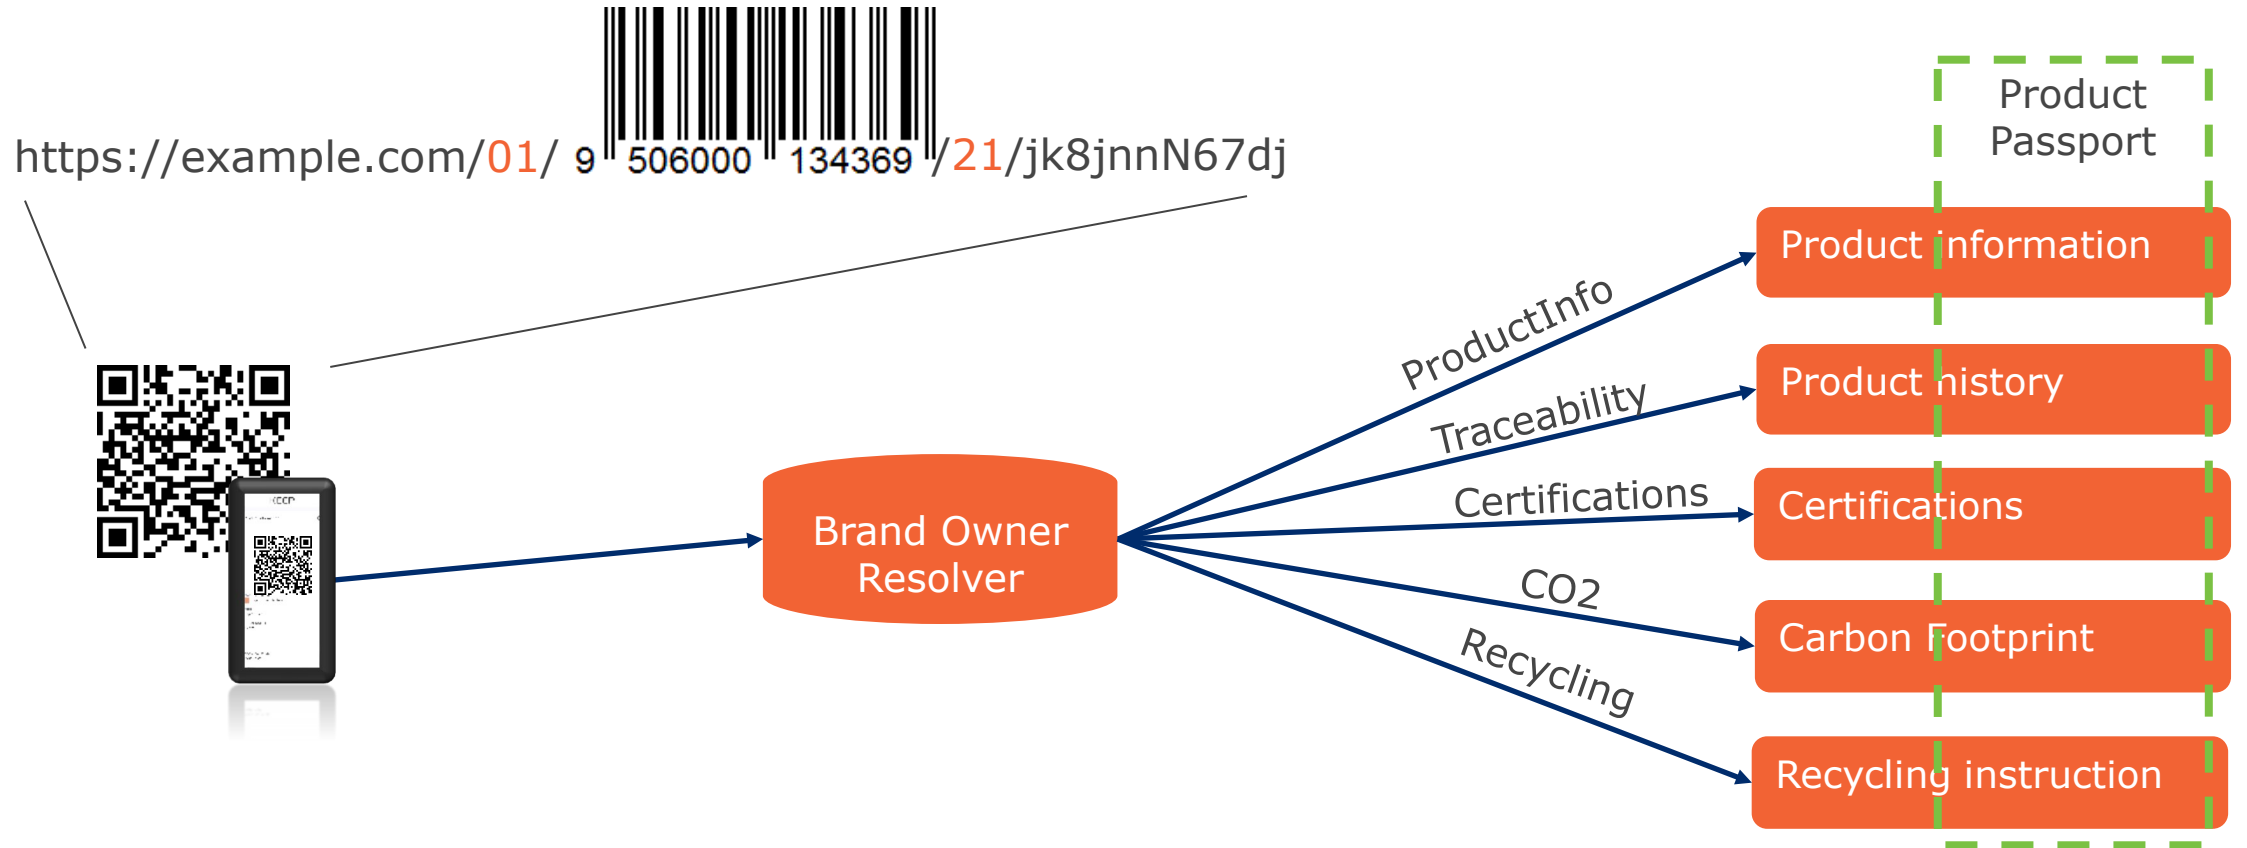 https://example.com/01/ 9 506000 134369 /21/jk8jnnN67dj
Product
Passport
Product information
ProductInfo
Product history
Traceability
Certifications
Certifications
Brand Owner
Resolver
CO2
Carbon Footprint
Recycling
Recycling instruction